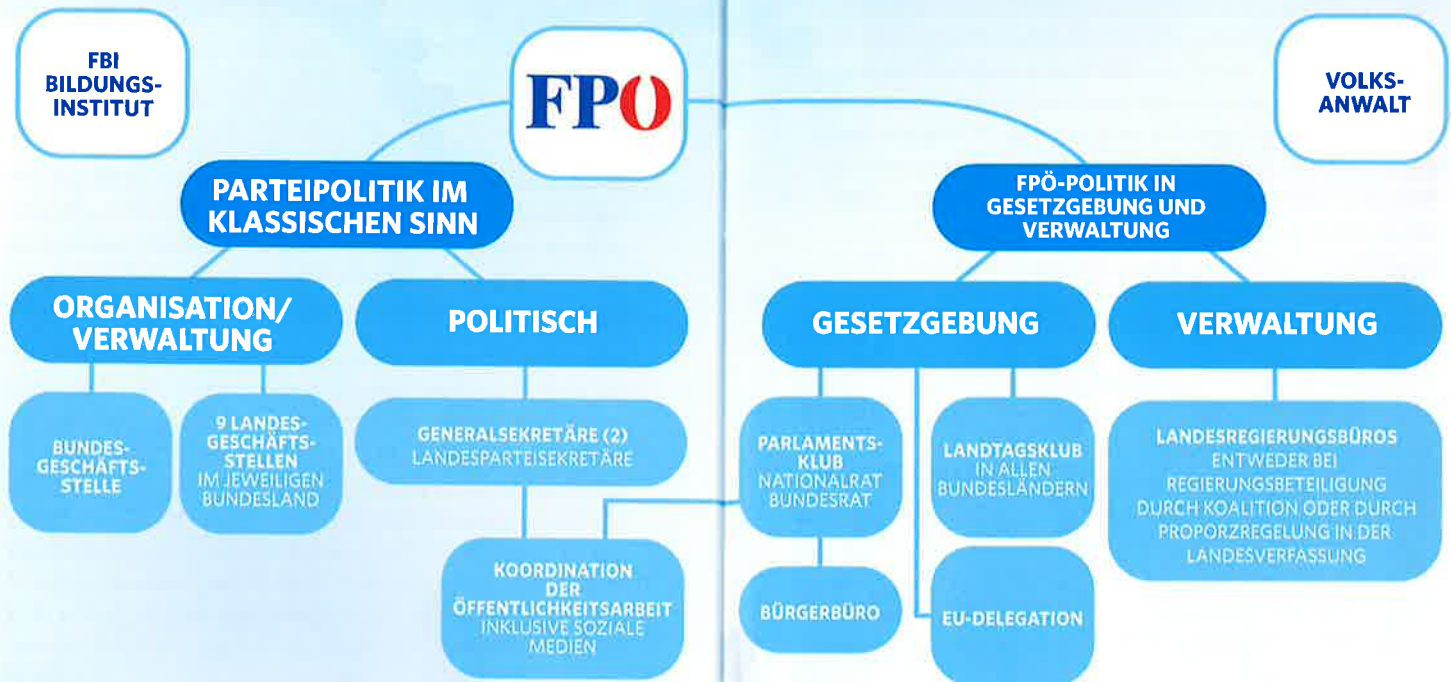 FBI
BILDUNGS-
INSTITUT
FPÖ
VOLKS-
ANWALT
PARTEIPOLITIK IM
KLASSISCHEN SINN
FPÖ-POLITIK IN
GESETZGEBUNG UND
VERWALTUNG
ORGANISATION/
VERWALTUNG
POLITISCH
GESETZGEBUNG
VERWALTUNG
BUNDES-
GESCHÄFTS-
STELLE
9 LANDES-
GESCHÄFTS-
STELLEN
IM JEWEILIGEN
BUNDESLAND
GENERALSEKRETÄRE (2)
LANDESPARTEISEKRETÄRE
PARLAMENTS-
KLUB
NATIONALRAT
BUNDESRAT
LANDTAGSKLUB
IN ALLEN
BUNDESLÄNDERN
LANDESREGIERUNGSBÜROS
ENTWEDER BEI
REGIERUNGSBETEILIGUNG
DURCH KOALITION ODER DURCH
PROPORZREGELUNG IN DER
LANDESVERFASSUNG
KOORDINATION
DER
ÖFFENTLICHKEITSARBEIT
INKLUSIVE SOZIALE
MEDIEN
BÜRGERBÜRO
EU-DELEGATION